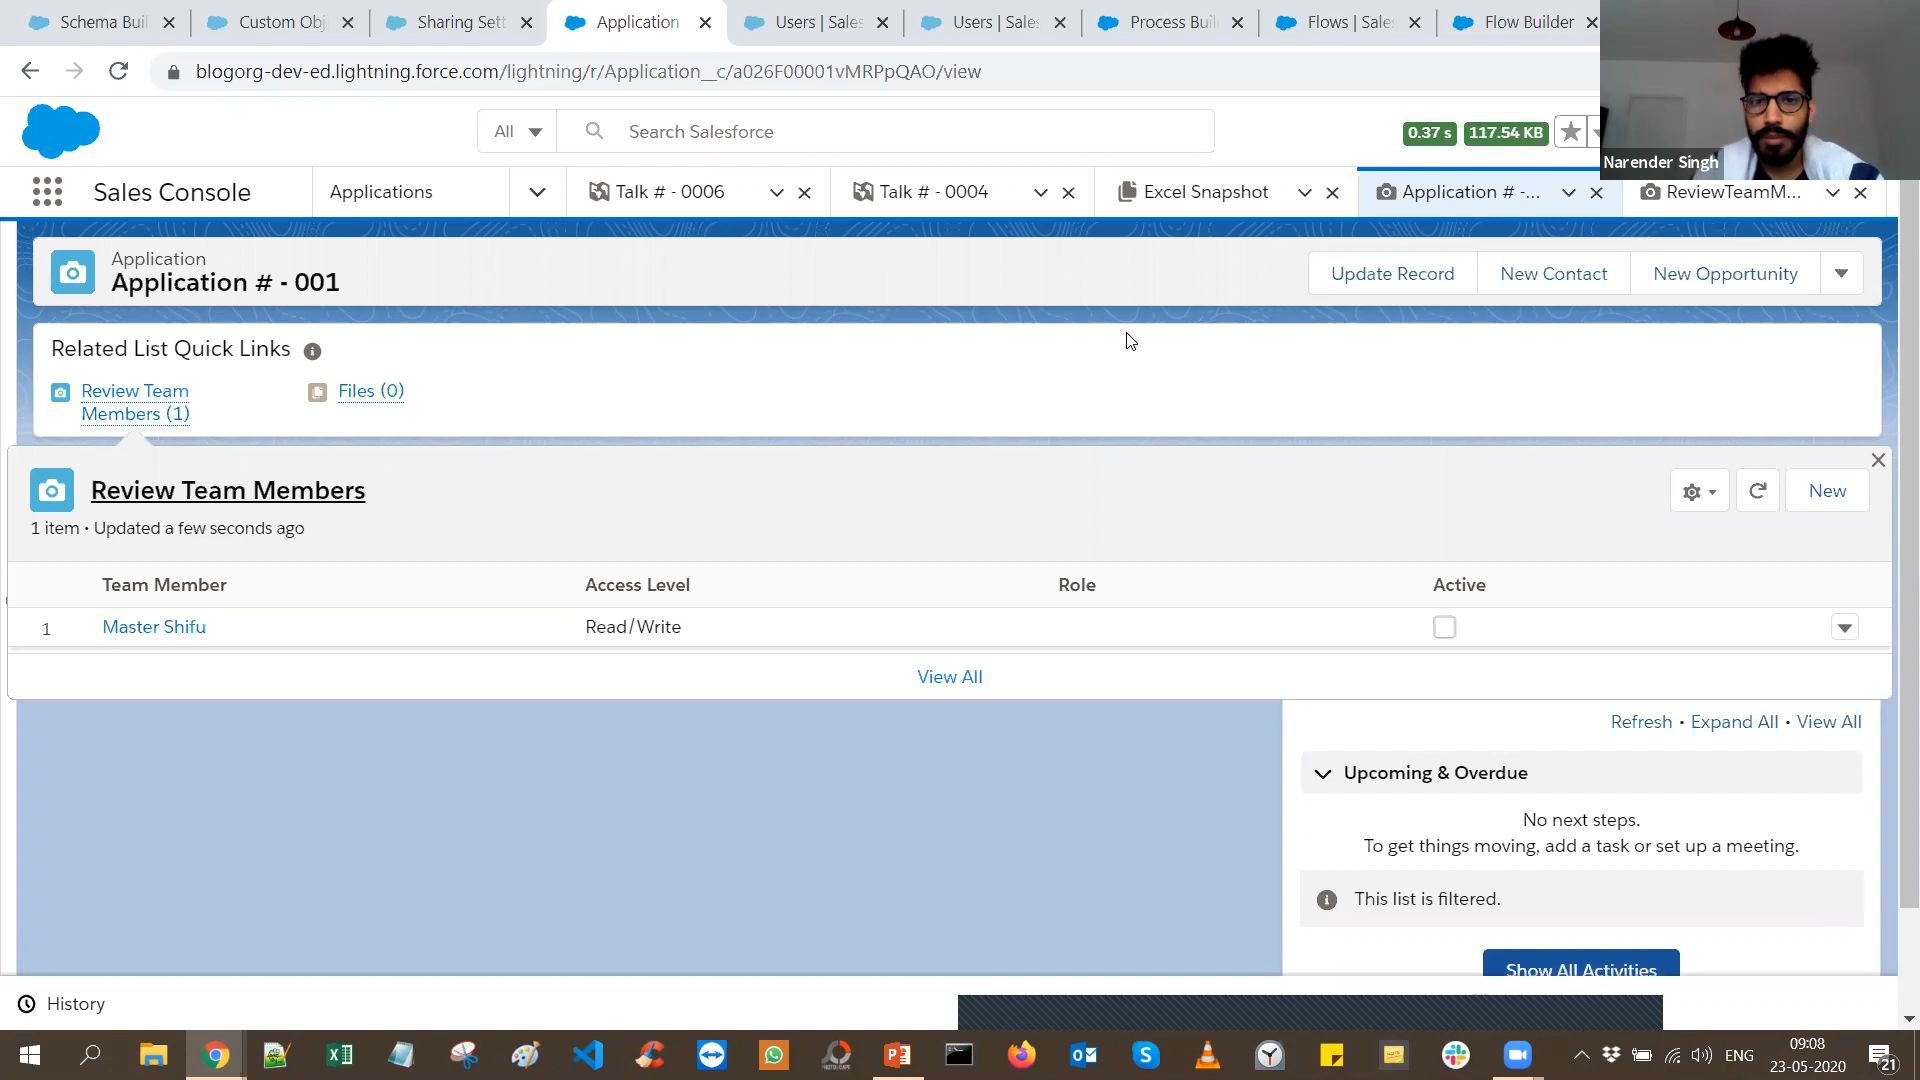 Schema Buil
Custom Obj
Sharing Sett
Application
Users | Sales
Users | Sales
Process Buil
Flows | Sales
Flow Builder
blogorg-dev-ed.lightning.force.com/lightning/r/Application__c/a026F00001vMRPpQAO/view
All
Search Salesforce
0.37 s
117.54 KB
Narender Singh
Sales Console
Applications
Talk # - 0006
Talk # - 0004
Excel Snapshot
Application # -...
ReviewTeamM...
Application
Application # - 001
Update Record
New Contact
New Opportunity
Related List Quick Links
Review Team
Members (1)
Files (0)
Review Team Members
1 item • Updated a few seconds ago
New
Team Member
Access Level
Role
Active
1
Master Shifu
Read/Write
View All
Refresh • Expand All • View All
Upcoming & Overdue
No next steps.
To get things moving, add a task or set up a meeting.
This list is filtered.
Show All Activities
History
ENG
09:08
23-05-2020
21